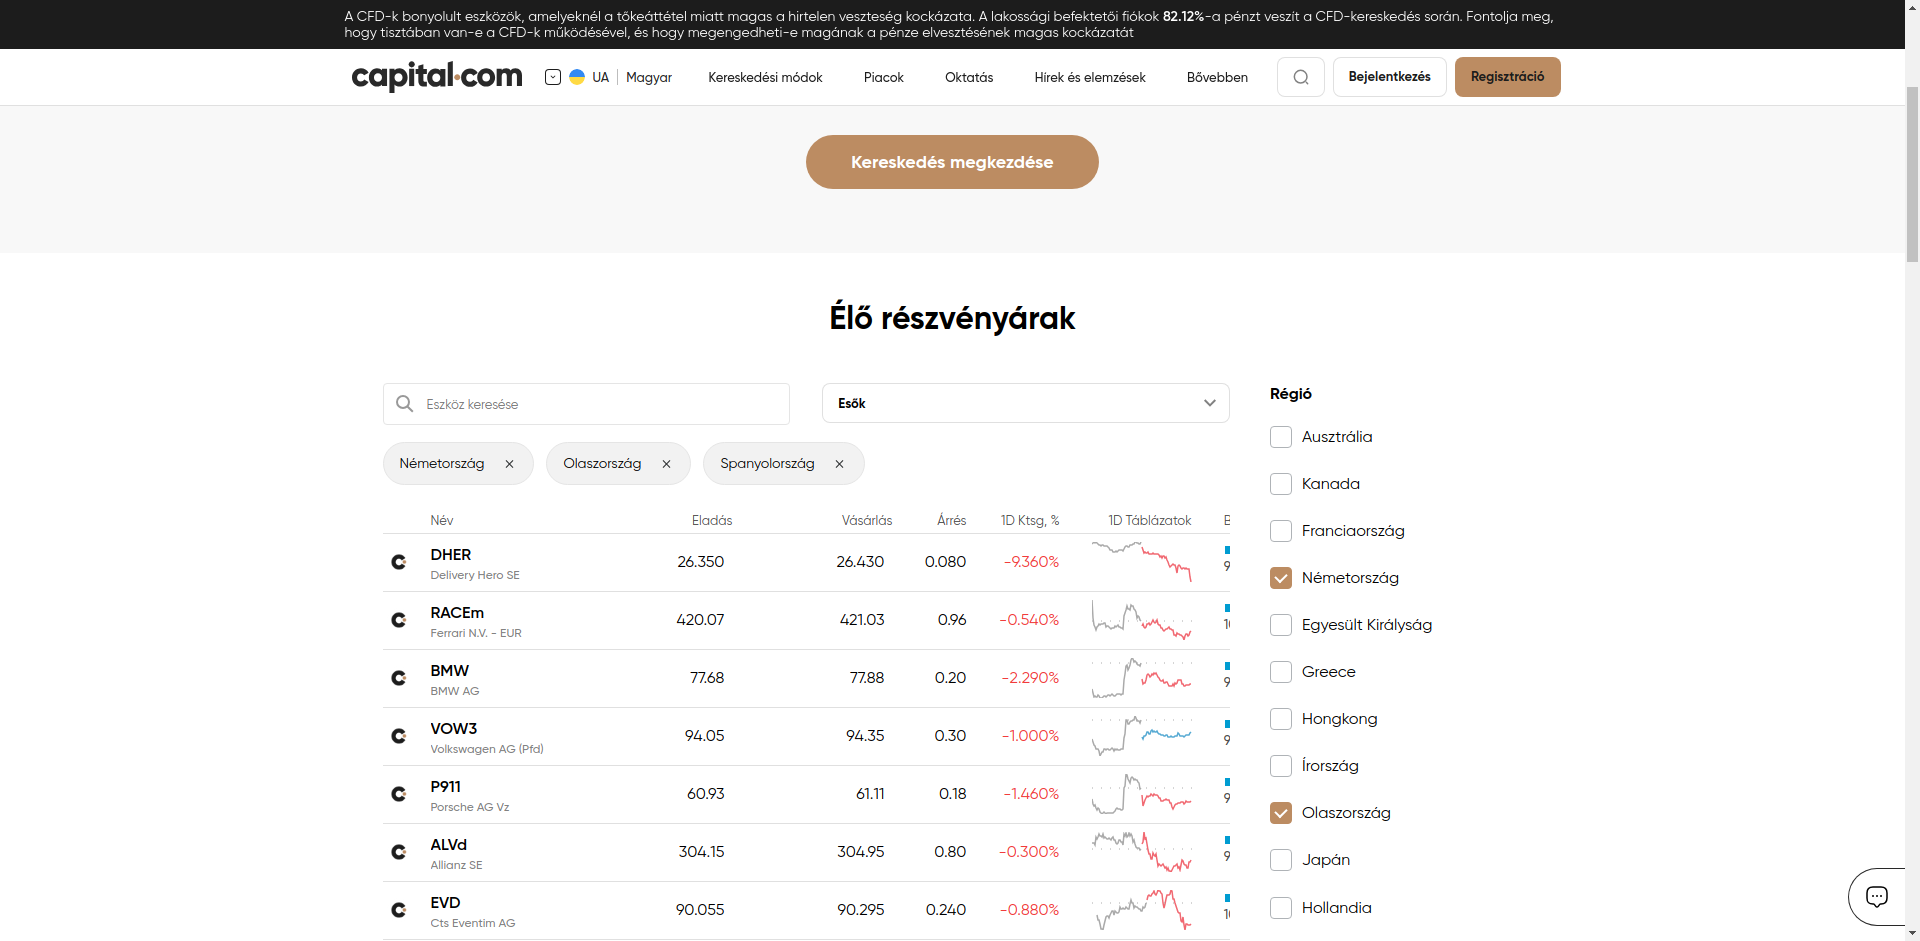 A CFD-k bonyolult eszközök, amelyeknél a tőkeáttétel miatt magas a hirtelen veszteség kockázata. A lakossági befektetői fiókok 82.12%-a pénzt veszít a CFD-kereskedés során. Fontolja meg,
hogy tisztában van-e a CFD-k működésével, és hogy megengedheti-e magának a pénze elvesztésének magas kockázatát
capital.com UA Magyar Kereskedési módok Piacok Oktatás Hírek és elemzések Bővebben Bejelentkezés Regisztráció
Kereskedés megkezdése
Élő részvényárak
Eszköz keresése
Esők
Németország
Olaszország
Spanyolország
Név Eladás Vásárlás Árrés 1D Ktsg, % 1D Táblázatok
DHER 26.350 26.430 0.080 -9.360%
Delivery Hero SE
RACEm 420.07 421.03 0.96 -0.540%
Ferrari N.V. - EUR
BMW 77.68 77.88 0.20 -2.290%
BMW AG
VOW3 94.05 94.35 0.30 -1.000%
Volkswagen AG (Pfd)
P911 60.93 61.11 0.18 -1.460%
Porsche AG Vz
ALVd 304.15 304.95 0.80 -0.300%
Allianz SE
EVD 90.055 90.295 0.240 -0.880%
Cts Eventim AG
Régió
Ausztrália
Kanada
Franciaország
Németország
Egyesült Királyság
Greece
Hongkong
Írország
Olaszország
Japán
Hollandia